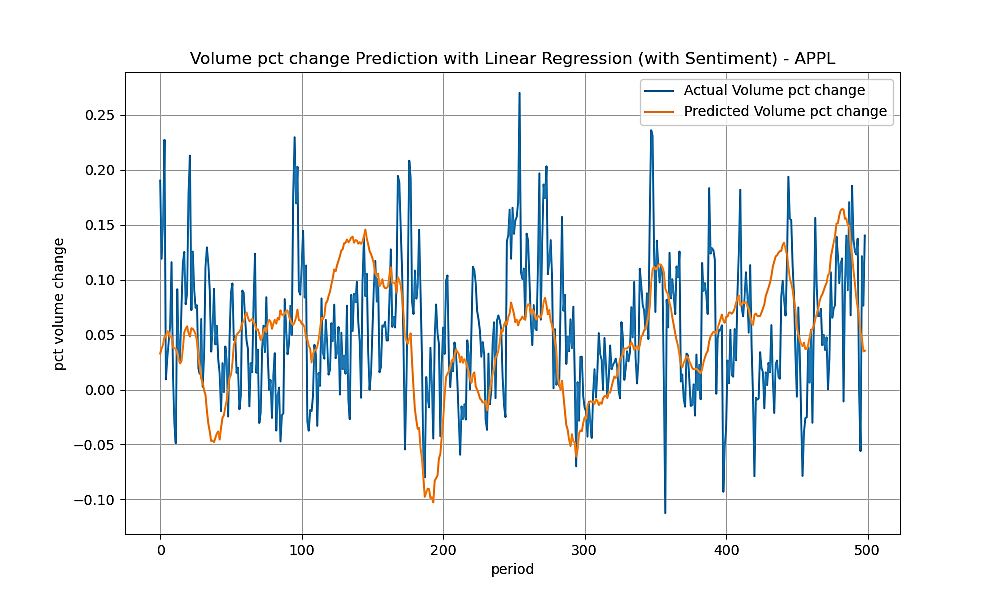 Volume pct change Prediction with Linear Regression (with Sentiment) - APPL
Actual Volume pct change
Predicted Volume pct change
pct volume change
0.25
0.20
0.15
0.10
0.05
0.00
−0.05
−0.10
0 100 200 300 400 500
period